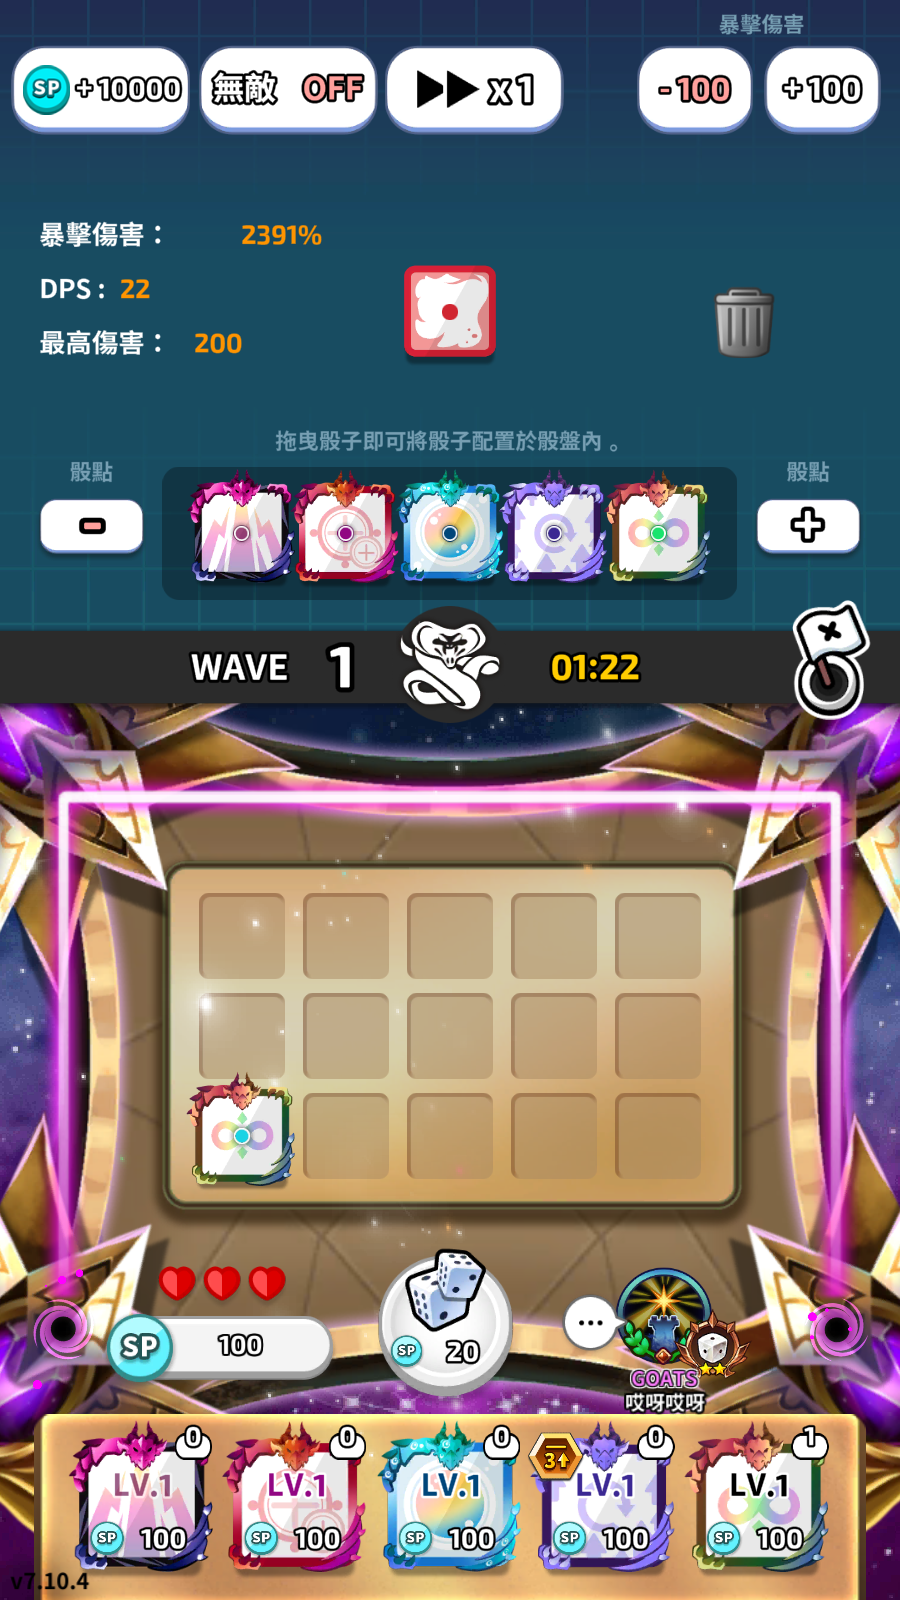 暴擊傷害
SP +10000 無敵 OFF x1 -100 +100
暴擊傷害： 2391%
DPS : 22
最高傷害： 200
拖曳骰子即可將骰子配置於骰盤內 。
骰點 骰點
WAVE 1 01:22
SP 100
SP 20
GOATS
哎呀哎呀
0 0 0 0 1
3
LV.1 LV.1 LV.1 LV.1 LV.1
SP 100 SP 100 SP 100 SP 100 SP 100
v7.10.4